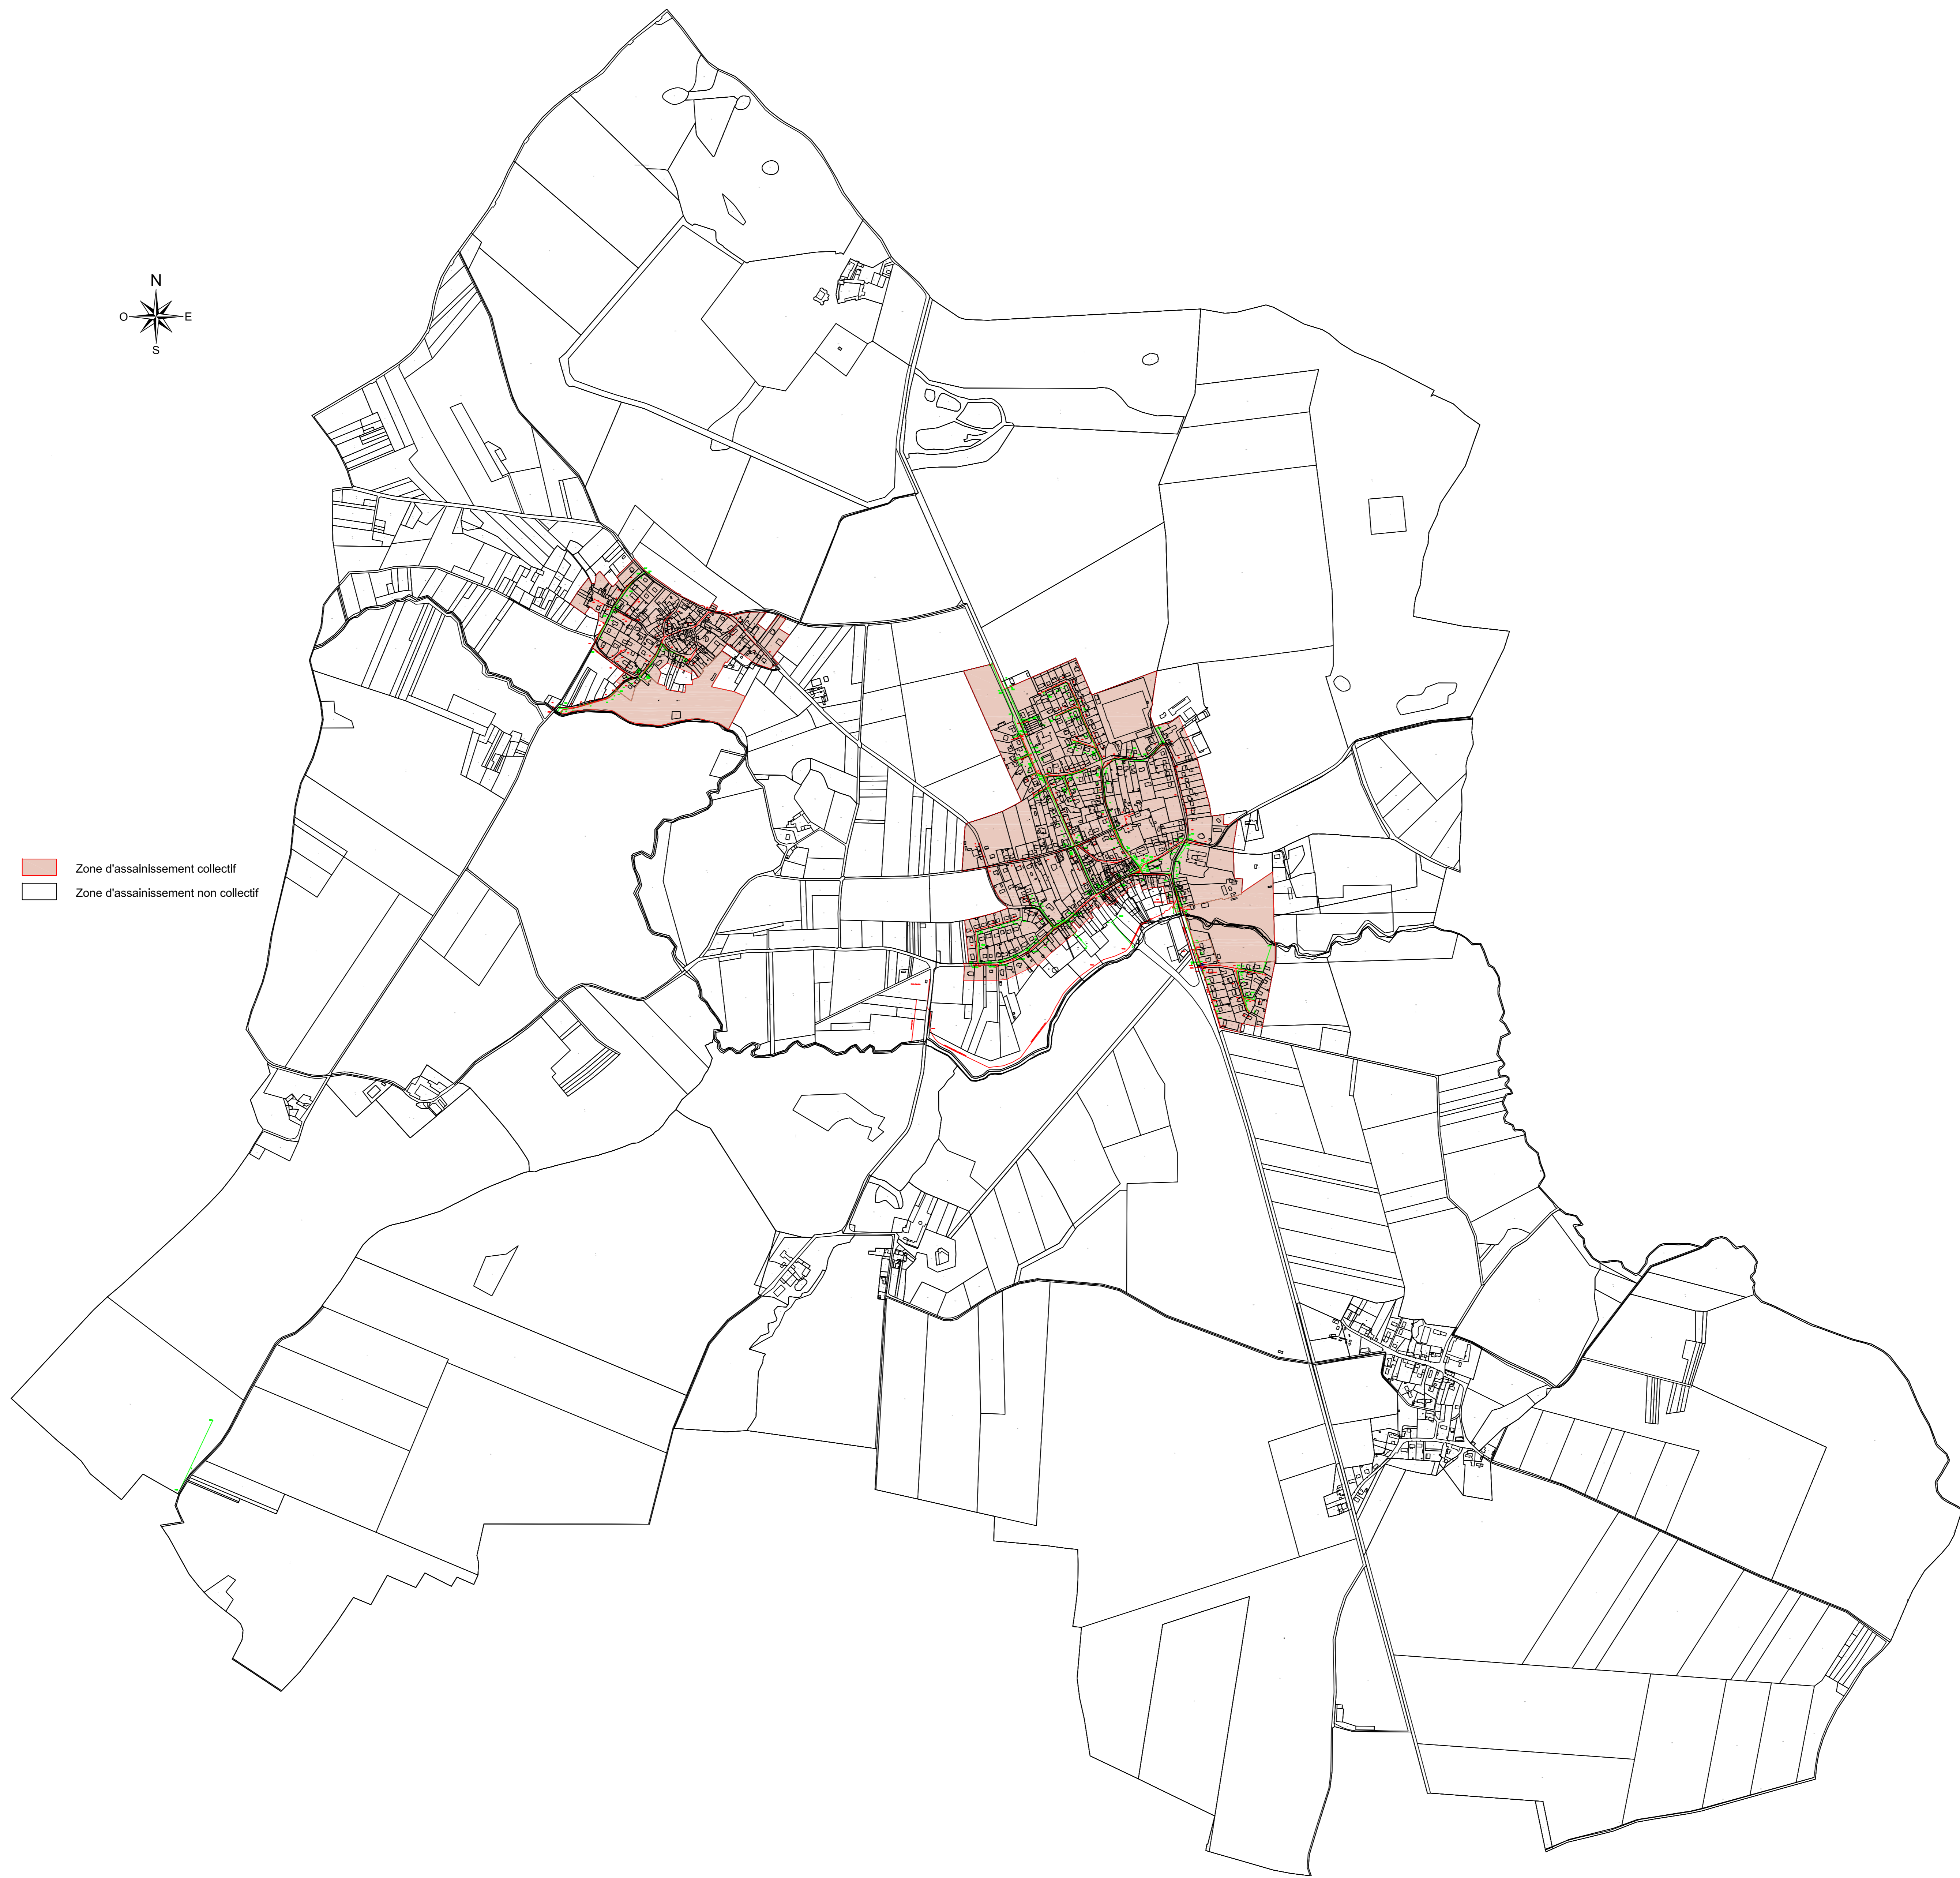 N
O E
S
Zone d'assainissement collectif
Zone d'assainissement non collectif